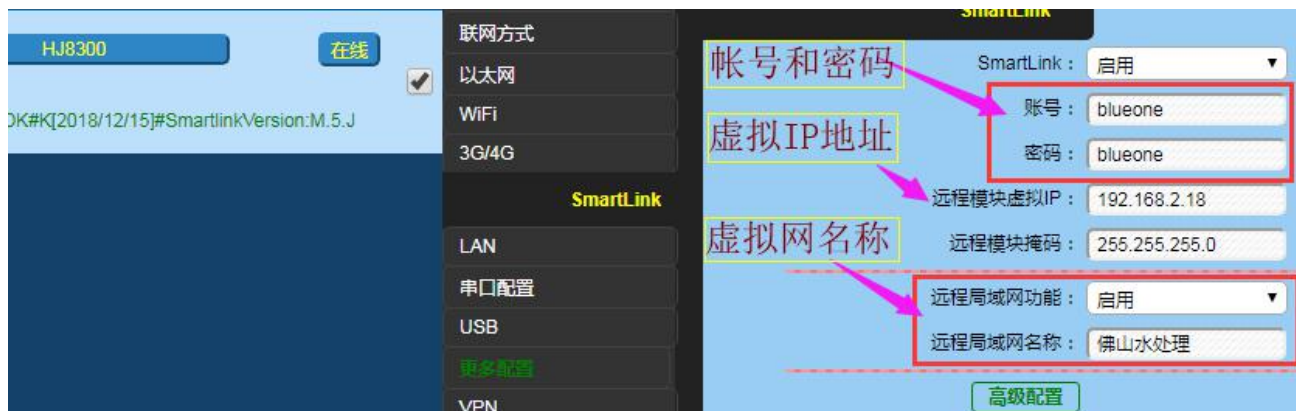 HJ8300
在线
OK#K[2018/12/15]#SmartlinkVersion:M.5.J
联网方式
以太网
WiFi
3G/4G
SmartLink
LAN
串口配置
USB
更多配置
VPN
SmartLink
帐号和密码
SmartLink： 启用
账号： blueone
密码： blueone
虚拟IP地址
远程模块虚拟IP： 192.168.2.18
远程模块掩码： 255.255.255.0
虚拟网名称
远程局域网功能： 启用
远程局域网名称： 佛山水处理
高级配置